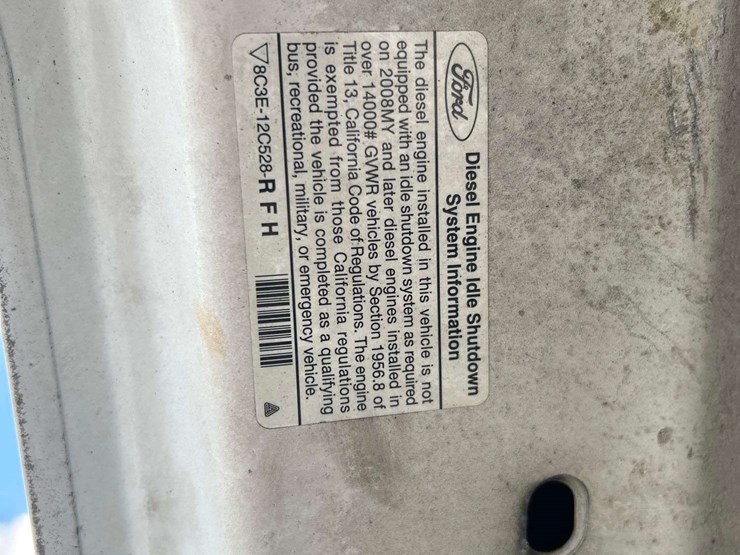 Ford
Diesel Engine Idle Shutdown
System Information
The diesel engine installed in this vehicle is not
equipped with an idle shutdown system as required
on 2008MY and later diesel engines installed in
over 14000# GVWR vehicles by Section 1956.8 of
Title 13, California Code of Regulations. The engine
is exempted from those California regulations
provided the vehicle is completed as a qualifying
bus, recreational, military, or emergency vehicle.
▽8C3E-12C528-R F H